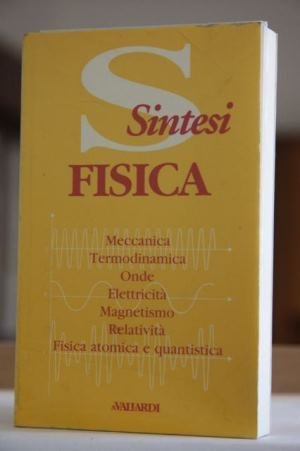 S
Sintesi
FISICA
Meccanica
Termodinamica
Onde
Elettricità
Magnetismo
Relatività
Fisica atomica e quantistica
A.VALLARDI